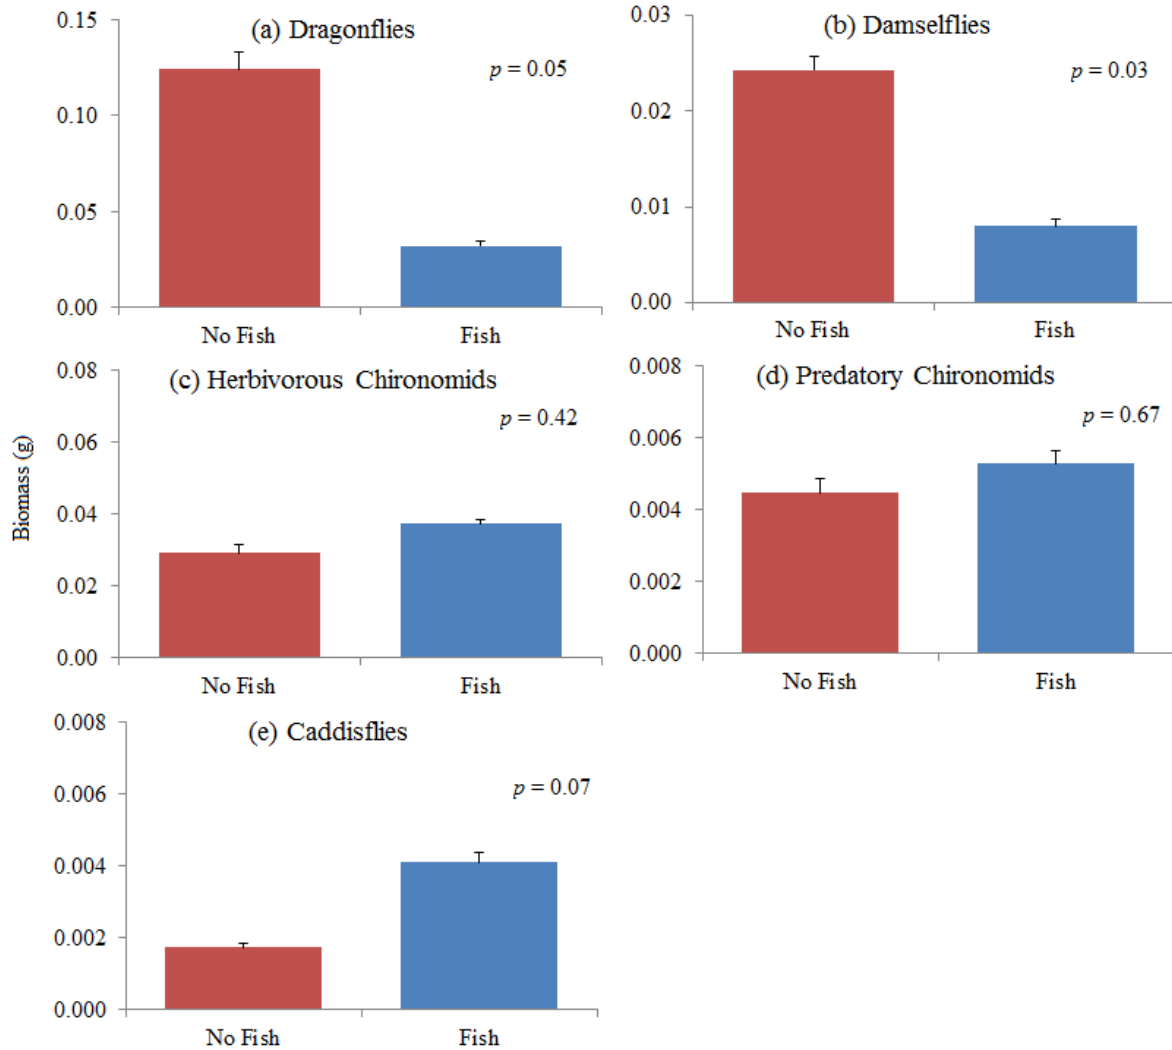 (a) Dragonflies
p = 0.05
0.15
0.10
0.05
0.00
No Fish Fish
(b) Damselflies
p = 0.03
0.03
0.02
0.01
0.00
No Fish Fish
Biomass (g)
(c) Herbivorous Chironomids
p = 0.42
0.08
0.06
0.04
0.02
0.00
No Fish Fish
(d) Predatory Chironomids
p = 0.67
0.008
0.006
0.004
0.002
0.000
No Fish Fish
(e) Caddisflies
p = 0.07
0.008
0.006
0.004
0.002
0.000
No Fish Fish